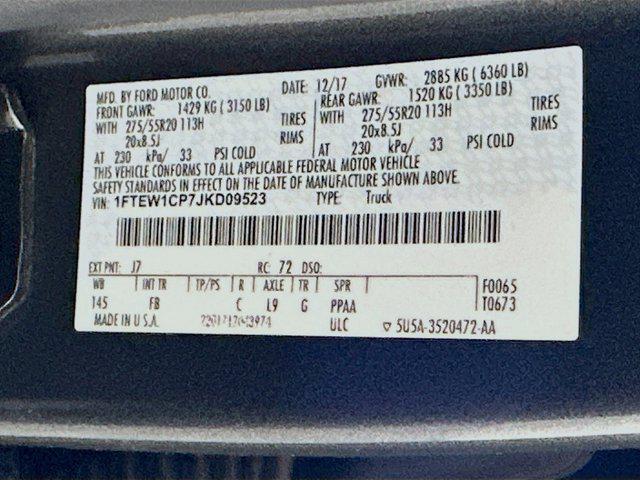 MFD. BY FORD MOTOR CO. DATE: 12/17 GVWR: 2885 KG ( 6360 LB)
FRONT GAWR: 1429 KG ( 3150 LB) REAR GAWR: 1520 KG ( 3350 LB)
WITH 275/55R20 113H TIRES WITH 275/55R20 113H TIRES
20x8.5J RIMS 20x8.5J RIMS
AT 230 kPa/ 33 PSI COLD AT 230 kPa/ 33 PSI COLD
THIS VEHICLE CONFORMS TO ALL APPLICABLE FEDERAL MOTOR VEHICLE
SAFETY STANDARDS IN EFFECT ON THE DATE OF MANUFACTURE SHOWN ABOVE.
VIN: 1FTEW1CP7JKD09523 TYPE: Truck
EXT PNT: J7 RC: 72 DSO:
WB INT TR TP/PS R AXLE TR SPR F0065
145 FB C L9 G PPAA T0673
MADE IN U.S.A. ULC ▽ 5U5A-3520472-AA